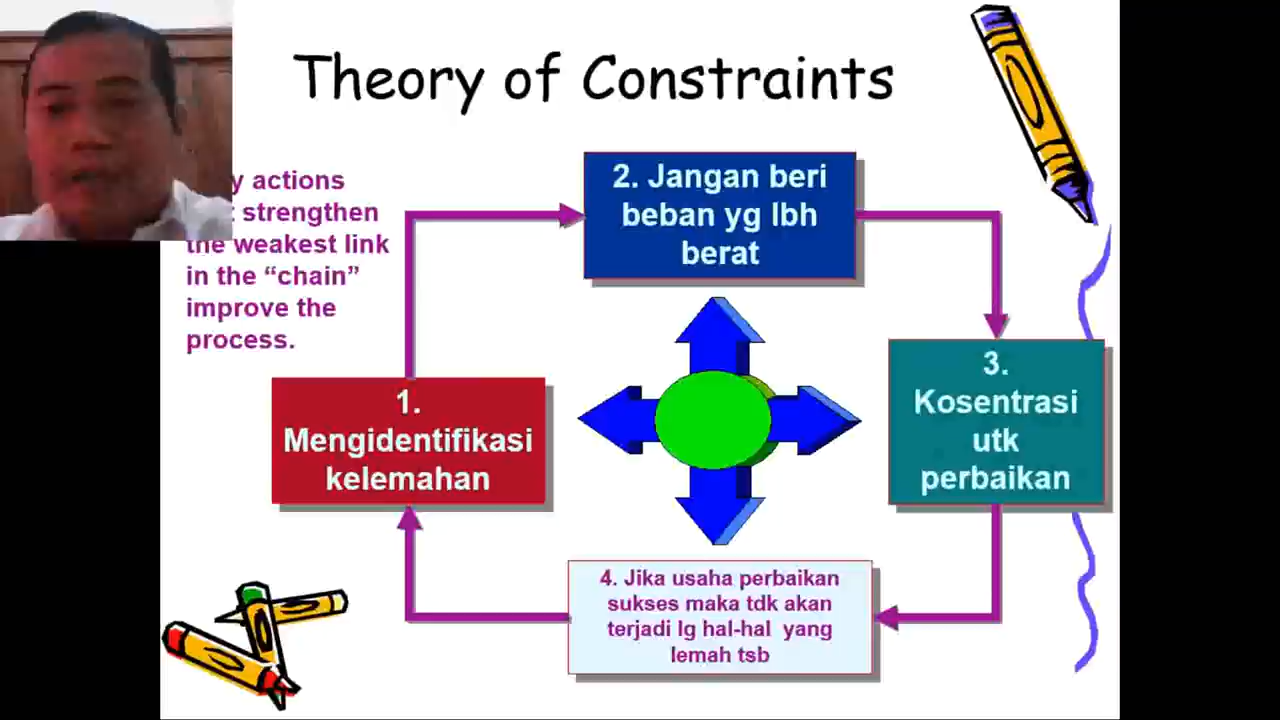 Theory of Constraints
actions
strengthen
the weakest link
in the “chain”
improve the
process.
1.
Mengidentifikasi
kelemahan
2. Jangan beri
beban yg lbh
berat
3.
Kosentrasi
utk
perbaikan
4. Jika usaha perbaikan
sukses maka tdk akan
terjadi lg hal-hal yang
lemah tsb